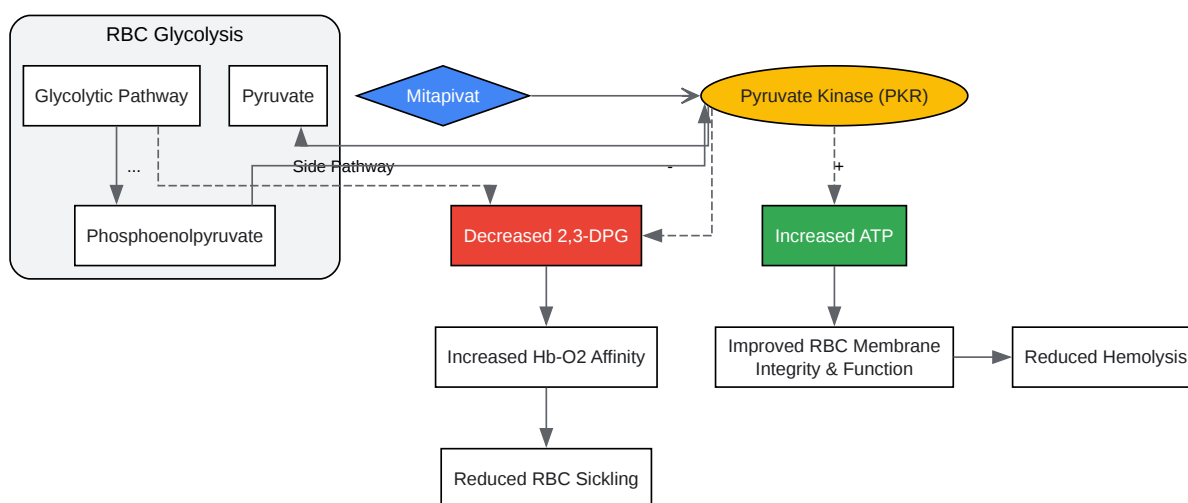 RBC Glycolysis
Glycolytic Pathway
Pyruvate
Mitapivat
Pyruvate Kinase (PKR)
...
Side Pathway
-
+
Phosphoenolpyruvate
Decreased 2,3-DPG
Increased ATP
Increased Hb-O2 Affinity
Improved RBC Membrane
Integrity & Function
Reduced Hemolysis
Reduced RBC Sickling